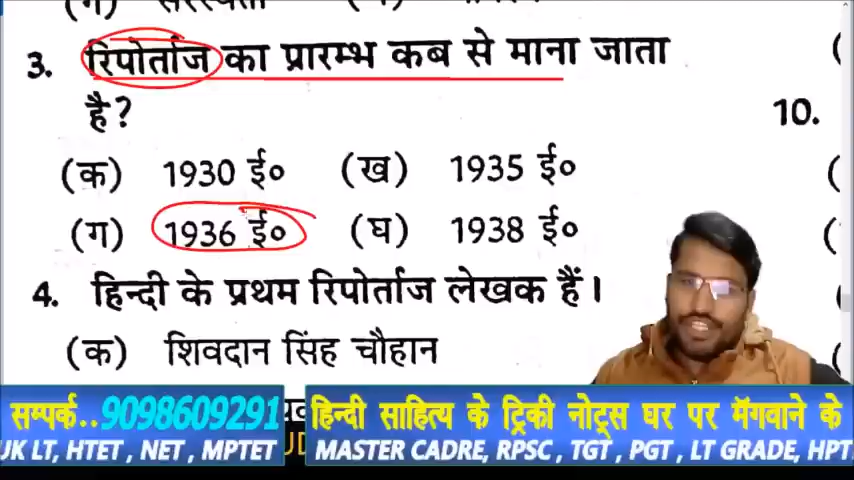 3. रिपोर्ताज का प्रारम्भ कब से माना जाता
है?
10.
(क) 1930 ई० (ख) 1935 ई०
(ग) 1936 ई० (घ) 1938 ई०
4. हिन्दी के प्रथम रिपोर्ताज लेखक हैं।
(क) शिवदान सिंह चौहान
सम्पर्क..9098609291 हिन्दी साहित्य के ट्रिकी नोट्स घर पर मॅगवाने के
UK LT, HTET , NET , MPTET MASTER CADRE, RPSC , TGT , PGT , LT GRADE, HPT